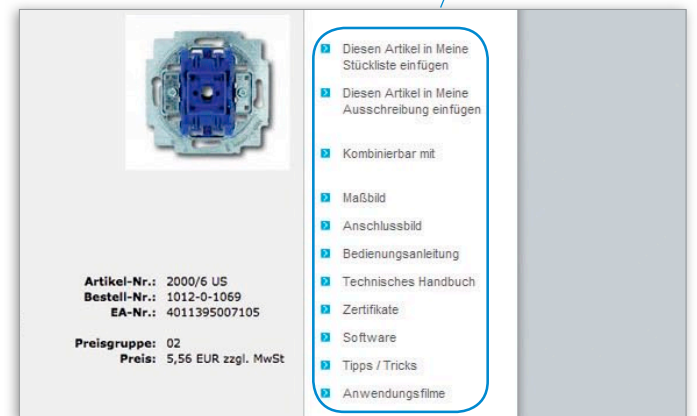 Diesen Artikel in Meine
Stückliste einfügen
Diesen Artikel in Meine
Ausschreibung einfügen
Kombinierbar mit
Maßbild
Anschlussbild
Bedienungsanleitung
Technisches Handbuch
Zertifikate
Software
Tipps / Tricks
Anwendungsfilme
Artikel-Nr.: 2000/6 US
Bestell-Nr.: 1012-0-1069
EA-Nr.: 4011395007105
Preisgruppe: 02
Preis: 5,56 EUR zzgl. MwSt